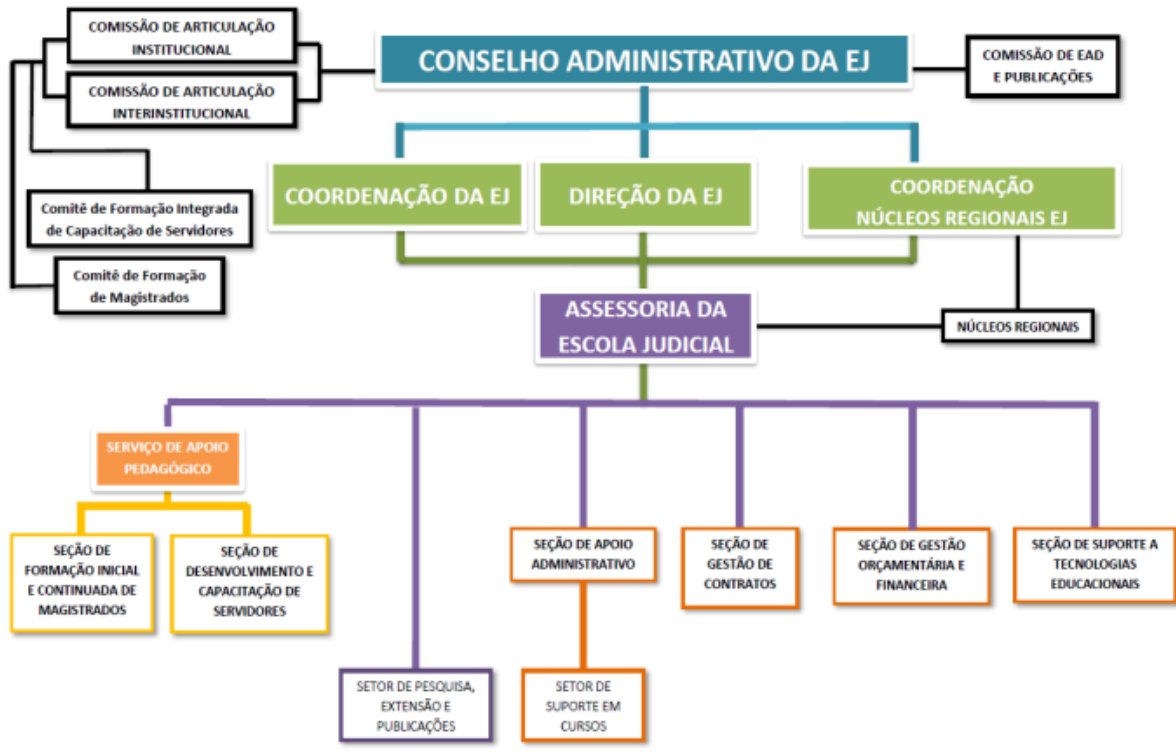 COMISSÃO DE ARTICULAÇÃO
INSTITUCIONAL
COMISSÃO DE ARTICULAÇÃO
INTERINSTITUCIONAL
CONSELHO ADMINISTRATIVO DA EJ
COMISSÃO DE EAD
E PUBLICAÇÕES
Comitê de Formação Integrada
de Capacitação de Servidores
Comitê de Formação
de Magistrados
COORDENAÇÃO DA EJ
DIREÇÃO DA EJ
COORDENAÇÃO
NÚCLEOS REGIONAIS EJ
ASSESSORIA DA
ESCOLA JUDICIAL
NÚCLEOS REGIONAIS
SERVIÇO DE APOIO
PEDAGÓGICO
SEÇÃO DE
FORMAÇÃO INICIAL
E CONTINUADA DE
MAGISTRADOS
SEÇÃO DE
DESENVOLVIMENTO E
CAPACITAÇÃO DE
SERVIDORES
SEÇÃO DE APOIO
ADMINISTRATIVO
SEÇÃO DE
GESTÃO DE
CONTRATOS
SEÇÃO DE GESTÃO
ORÇAMENTÁRIA E
FINANCEIRA
SEÇÃO DE SUPORTE A
TECNOLOGIAS
EDUCACIONAIS
SETOR DE PESQUISA,
EXTENSÃO E
PUBLICAÇÕES
SETOR DE
SUPORTE EM
CURSOS